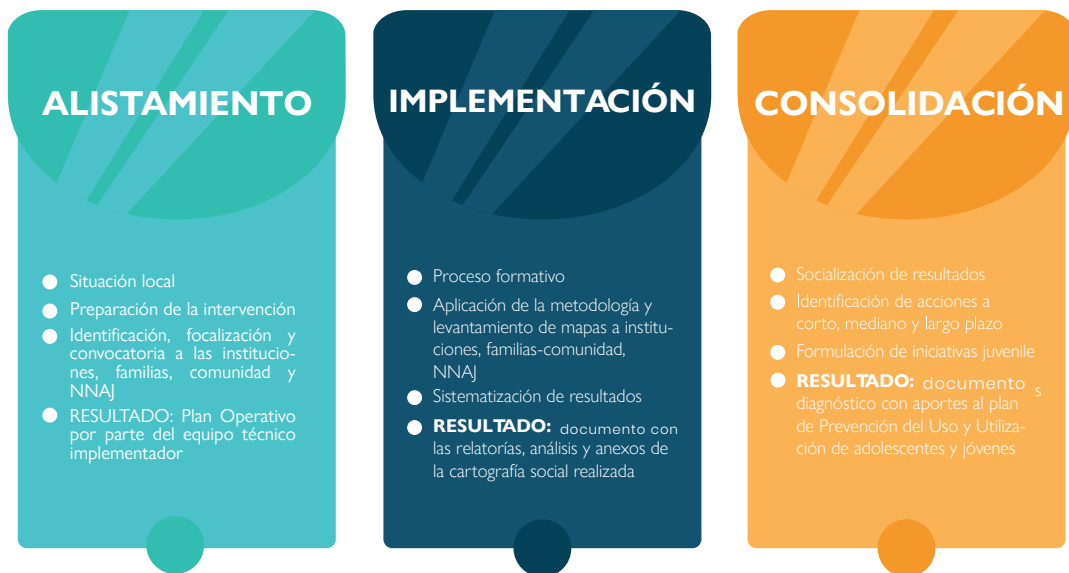 ALISTAMIENTO
Situación local
Preparación de la intervención
Identificación, focalización y
convocatoria a las institucio-
nes, familias, comunidad y
NNAJ
RESULTADO: Plan Operativo
por parte del equipo técnico
implementador
IMPLEMENTACIÓN
Proceso formativo
Aplicación de la metodología y
levantamiento de mapas a institu-
ciones, familias-comunidad,
NNAJ
Sistematización de resultados
RESULTADO: documento con
las relatorías, análisis y anexos de
la cartografía social realizada
CONSOLIDACIÓN
Socialización de resultados
Identificación de acciones a
corto, mediano y largo plazo
Formulación de iniciativas juvenile
s
RESULTADO: documento
diagnóstico con aportes al plan
de Prevención del Uso y Utiliza-
ción de adolescentes y jóvenes